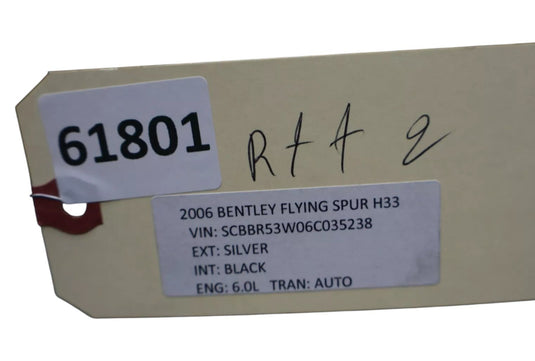 61801
R++ 2
2006 BENTLEY FLYING SPUR H33
VIN: SCBBR53W06C035238
EXT: SILVER
INT: BLACK
ENG: 6.0L TRAN: AUTO